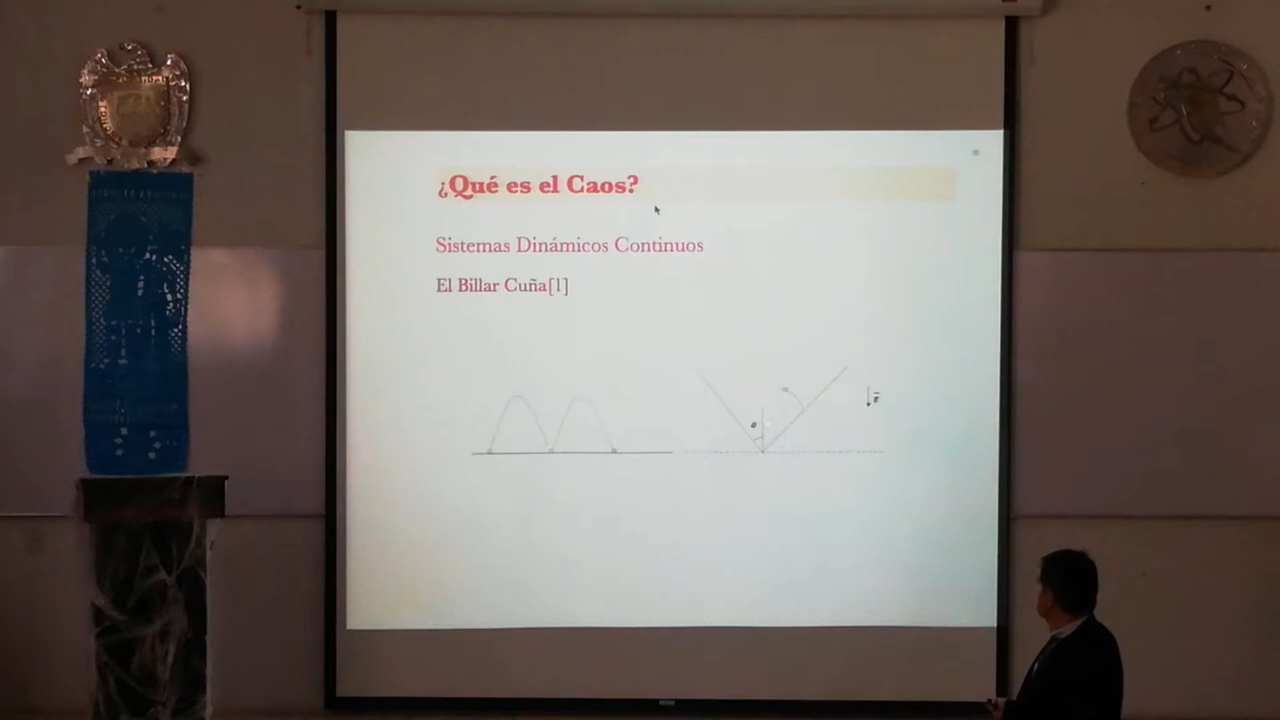 ¿Qué es el Caos?
Sistemas Dinámicos Continuos
El Billar Cuña[1]
θ
g